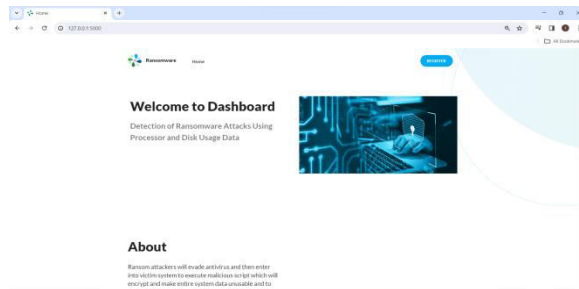 Home
127.0.0.1:5000
All Bookmarks
Ransomware
Home
REGISTER
Welcome to Dashboard
Detection of Ransomware Attacks Using
Processor and Disk Usage Data
About
Ransom attackers will evade antivirus and then enter
into victim system to execute malicious script which will
encrypt and make entire system data unusable and to